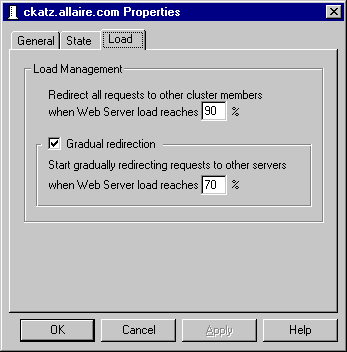 ckatz.allaire.com Properties
General State Load
Load Management
Redirect all requests to other cluster members
when Web Server load reaches 90 %
Gradual redirection
Start gradually redirecting requests to other servers
when Web Server load reaches 70 %
OK Cancel Apply Help